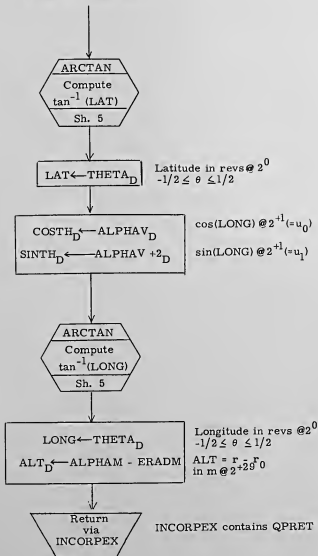 ARCTAN
Compute
tan⁻¹ (LAT)
Sh. 5
LAT←THETA_D
Latitude in revs @ 2⁰
-1/2 ≤ θ ≤ 1/2
COSTH_D←ALPHAV_D
cos(LONG) @ 2⁺¹ (=u₀)
SINTH_D←ALPHAV +2_D
sin(LONG) @ 2⁺¹ (=u₁)
ARCTAN
Compute
tan⁻¹ (LONG)
Sh. 5
LONG←THETA_D
Longitude in revs @2⁰
-1/2 ≤ θ ≤ 1/2
ALT_D←ALPHAM - ERADM
ALT = r - r₀
in m @ 2⁺²⁹
Return
via
INCORPEX
INCORPEX contains QPRET